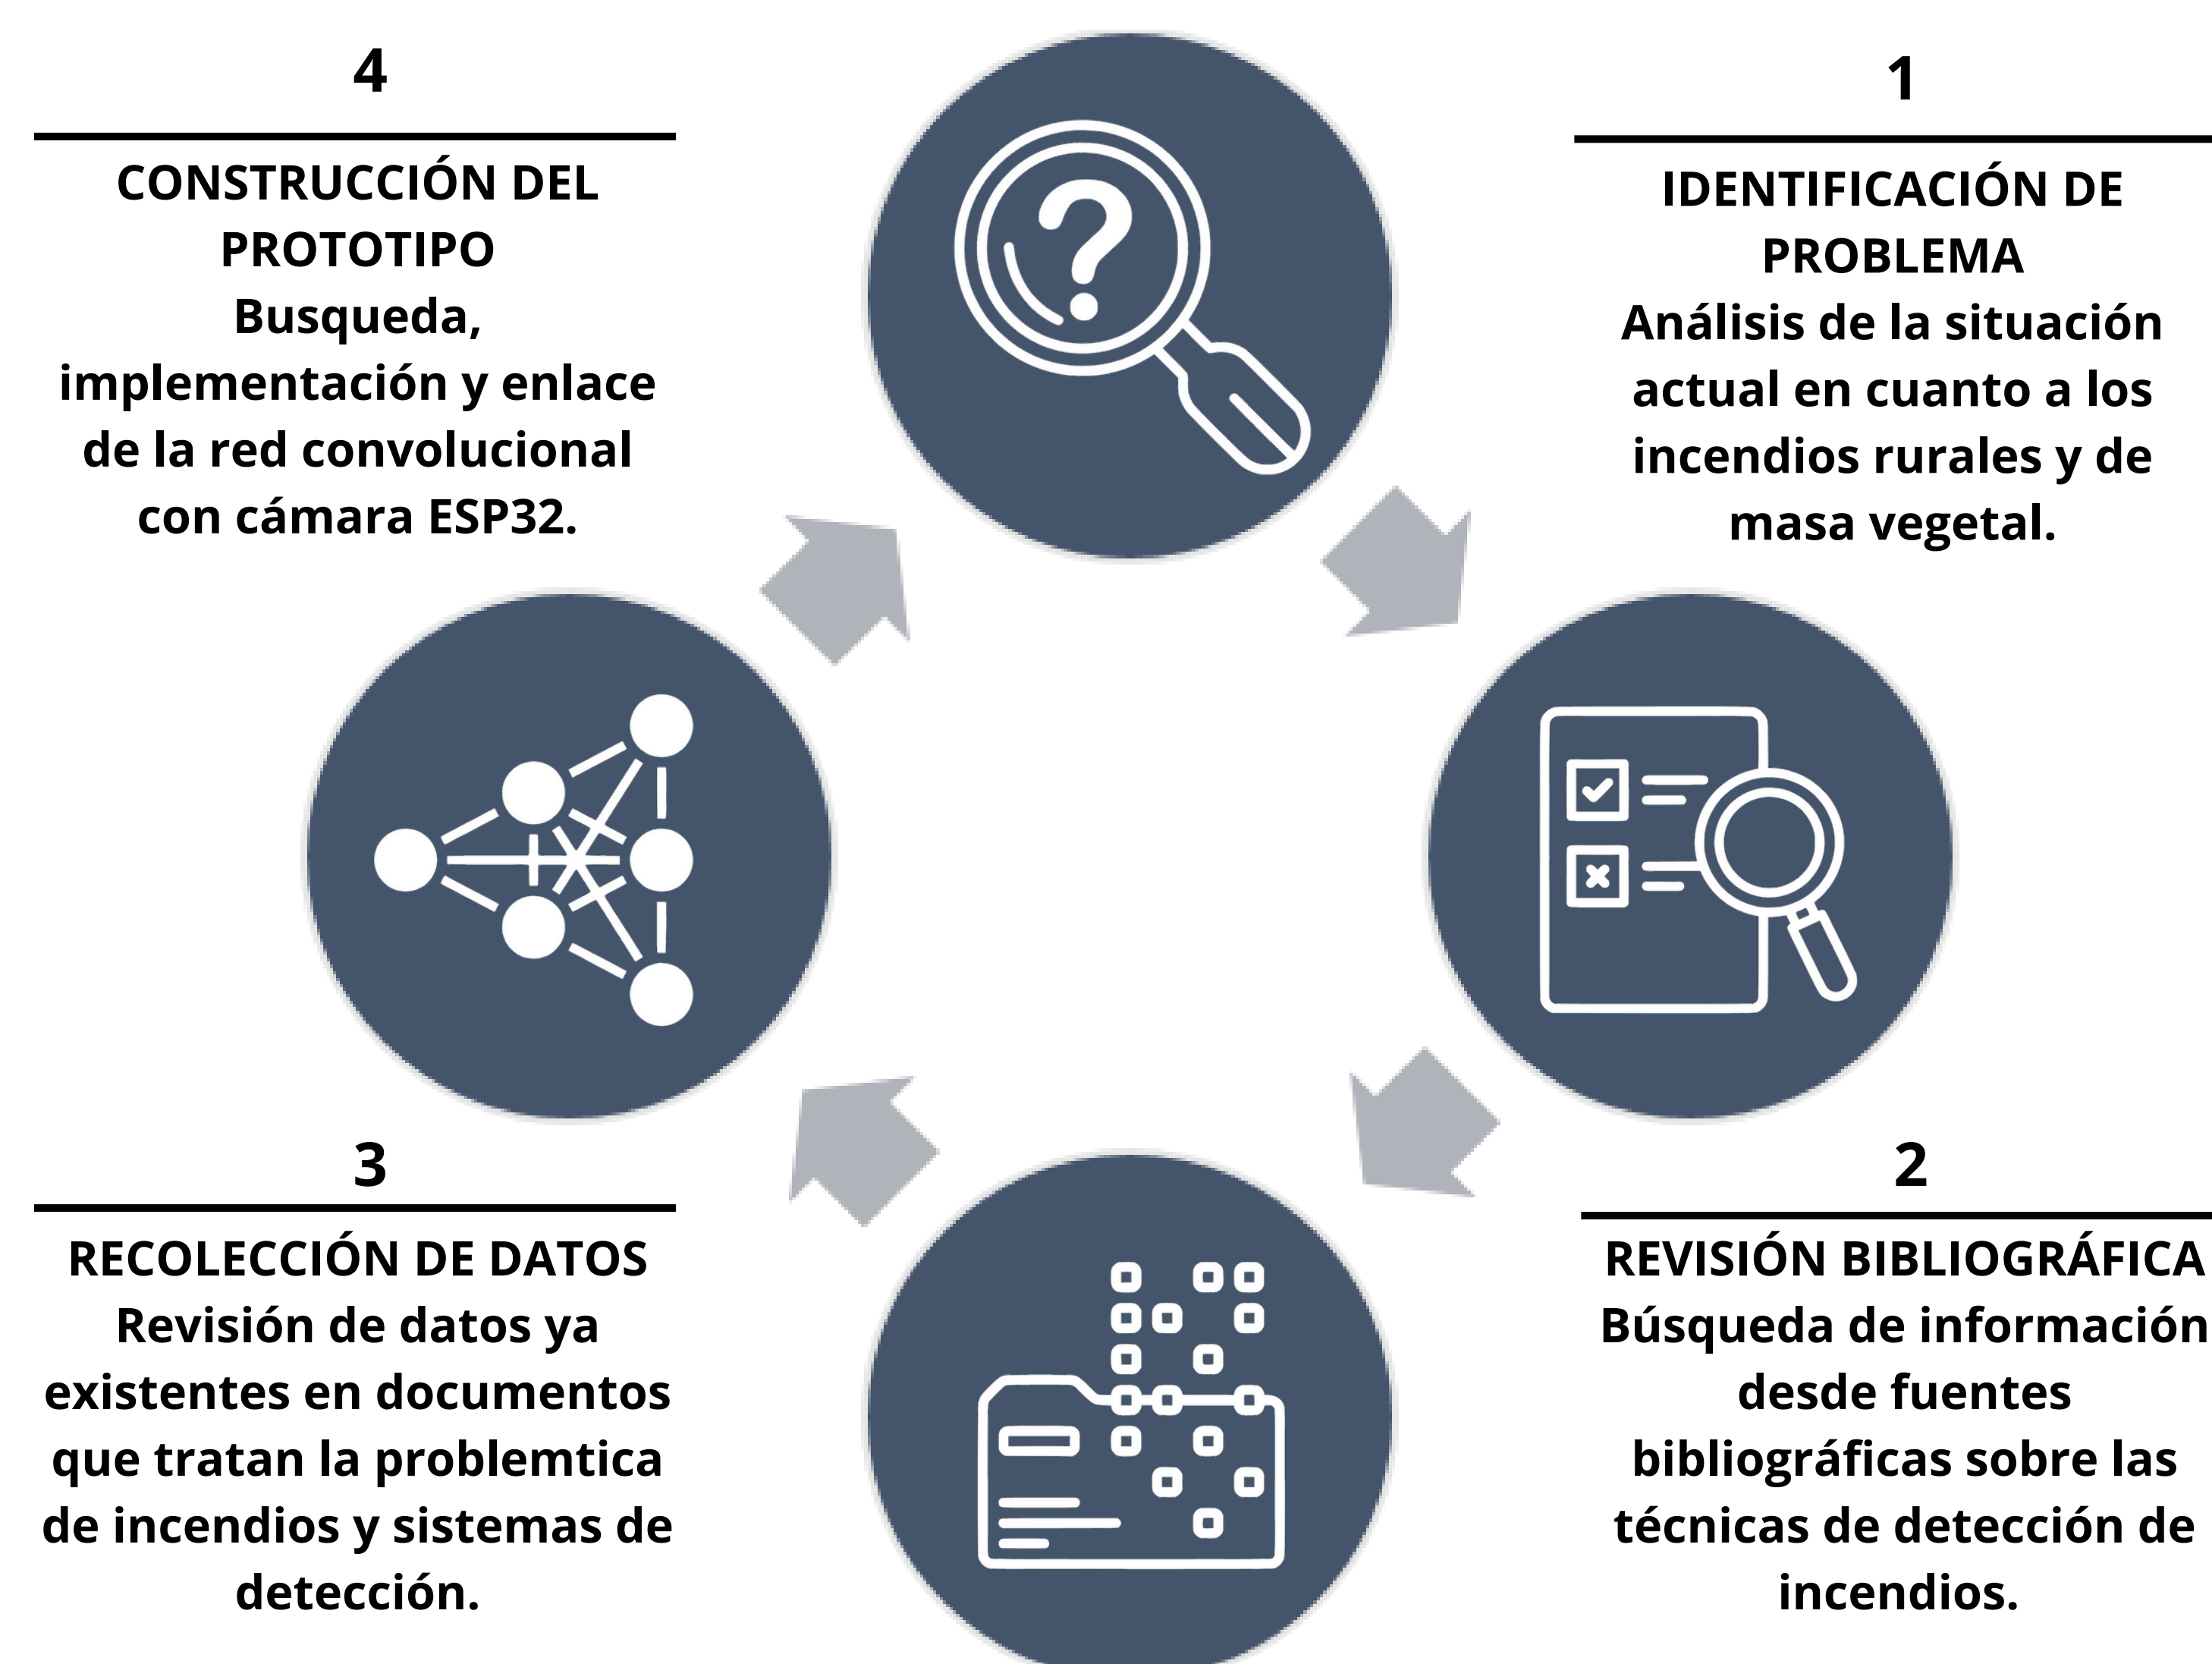 4
CONSTRUCCIÓN DEL
PROTOTIPO
Busqueda,
implementación y enlace
de la red convolucional
con cámara ESP32.
1
IDENTIFICACIÓN DE
PROBLEMA
Análisis de la situación
actual en cuanto a los
incendios rurales y de
masa vegetal.
3
RECOLECCIÓN DE DATOS
Revisión de datos ya
existentes en documentos
que tratan la problemtica
de incendios y sistemas de
detección.
2
REVISIÓN BIBLIOGRÁFICA
Búsqueda de información
desde fuentes
bibliográficas sobre las
técnicas de detección de
incendios.